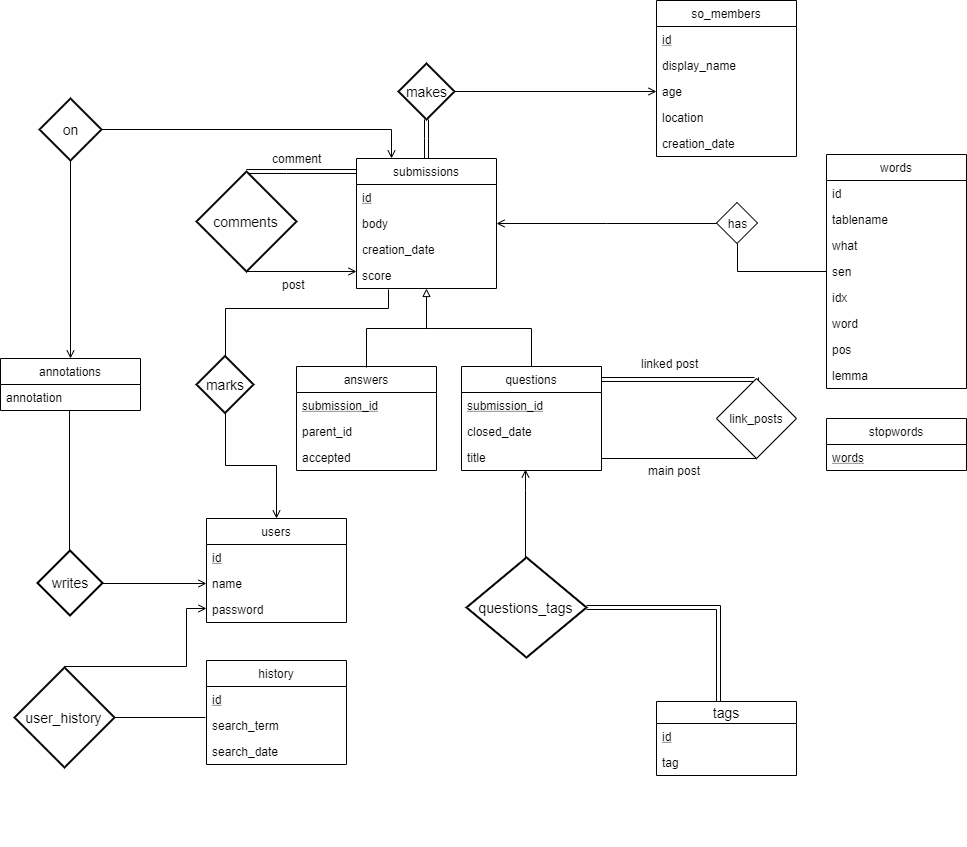 so_members
id
display_name
age
location
creation_date
makes
on
comment
submissions
id
body
creation_date
score
comments
post
words
id
tablename
what
sen
idx
word
pos
lemma
has
annotations
annotation
marks
answers
submission_id
parent_id
accepted
questions
submission_id
closed_date
title
linked post
link_posts
main post
stopwords
words
users
id
name
password
writes
questions_tags
history
id
search_term
search_date
user_history
tags
id
tag